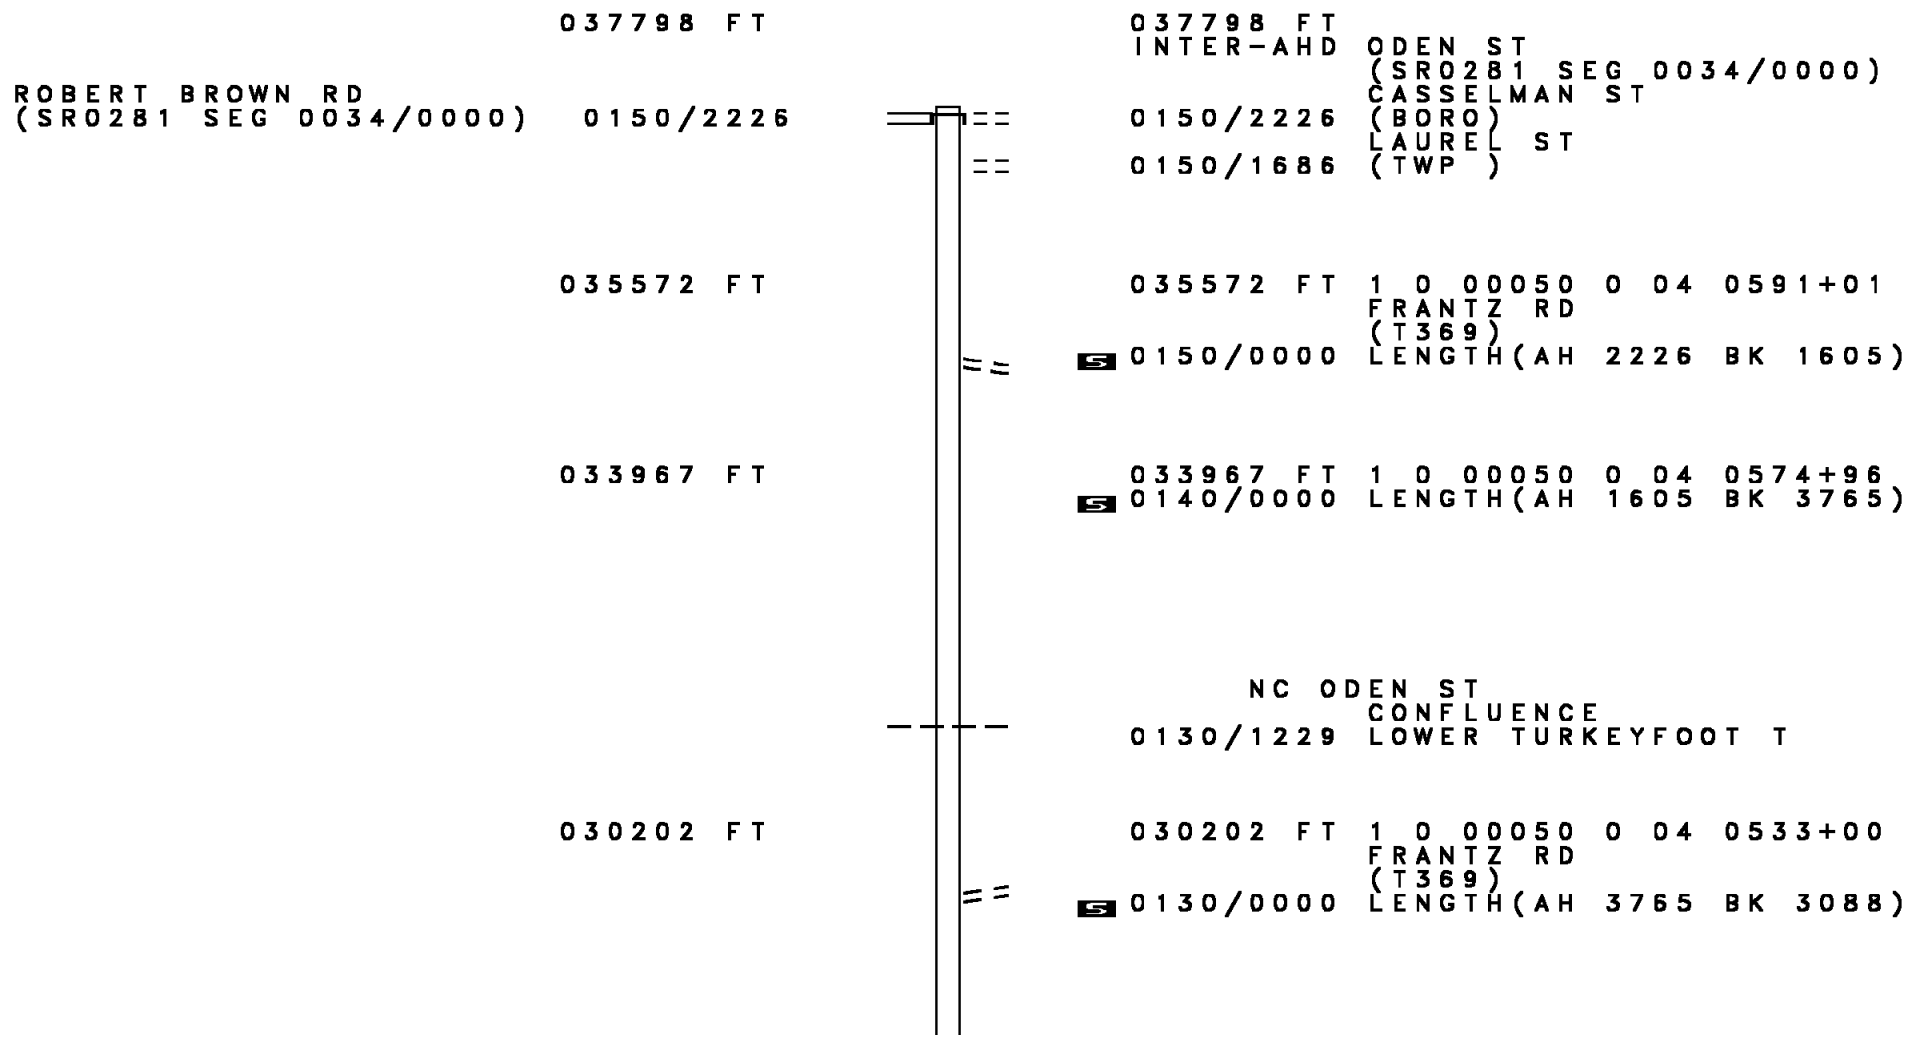 037798 FT 037798 FT
INTER-AHD ODEN ST
(SR0281 SEG 0034/0000)
ROBERT BROWN RD CASSELMAN ST
(SR0281 SEG 0034/0000) 0150/2226 0150/2226 (BORO)
LAUREL ST
0150/1686 (TWP )
035572 FT 035572 FT 1 0 00050 0 04 0591+01
FRANTZ RD
(T369)
S 0150/0000 LENGTH(AH 2226 BK 1605)
033967 FT 033967 FT 1 0 00050 0 04 0574+96
S 0140/0000 LENGTH(AH 1605 BK 3765)
NC ODEN ST
CONFLUENCE
0130/1229 LOWER TURKEYFOOT T
030202 FT 030202 FT 1 0 00050 0 04 0533+00
FRANTZ RD
(T369)
S 0130/0000 LENGTH(AH 3765 BK 3088)